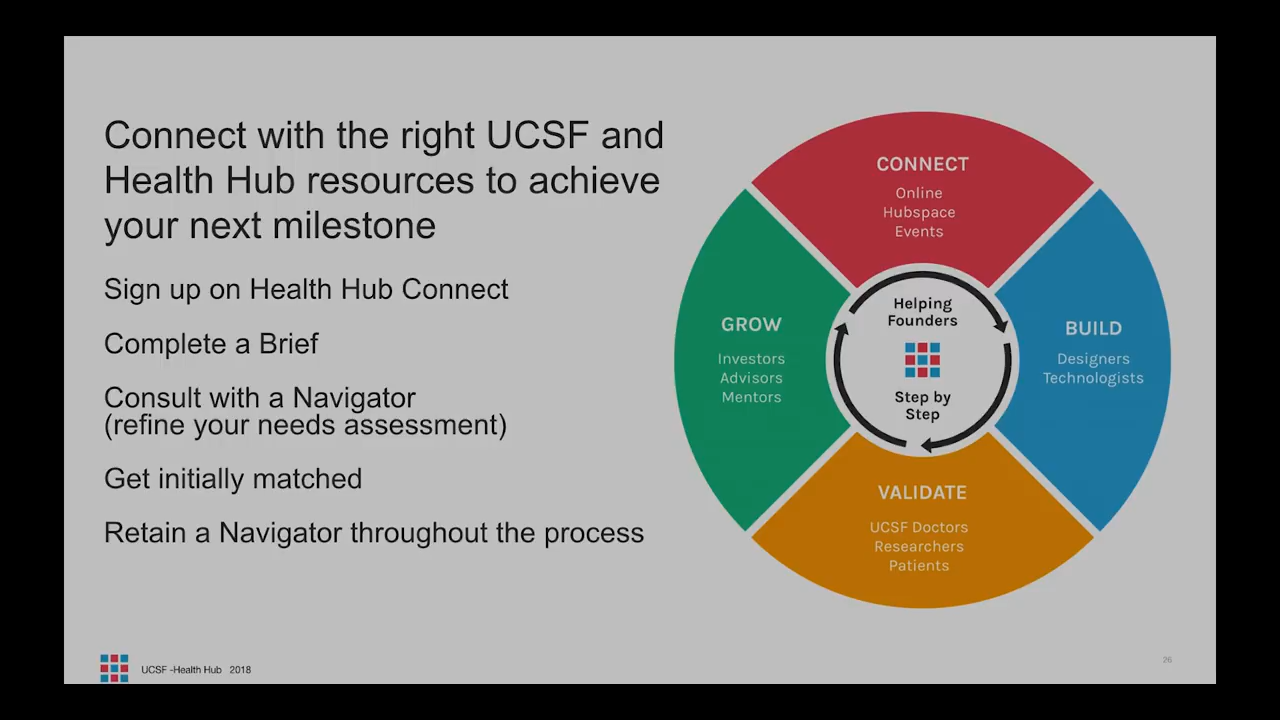 Connect with the right UCSF and
Health Hub resources to achieve
your next milestone
Sign up on Health Hub Connect
Complete a Brief
Consult with a Navigator
(refine your needs assessment)
Get initially matched
Retain a Navigator throughout the process
CONNECT
Online
Hubspace
Events
GROW
Investors
Advisors
Mentors
Helping
Founders
Step by
Step
BUILD
Designers
Technologists
VALIDATE
UCSF Doctors
Researchers
Patients
UCSF -Health Hub 2018
26